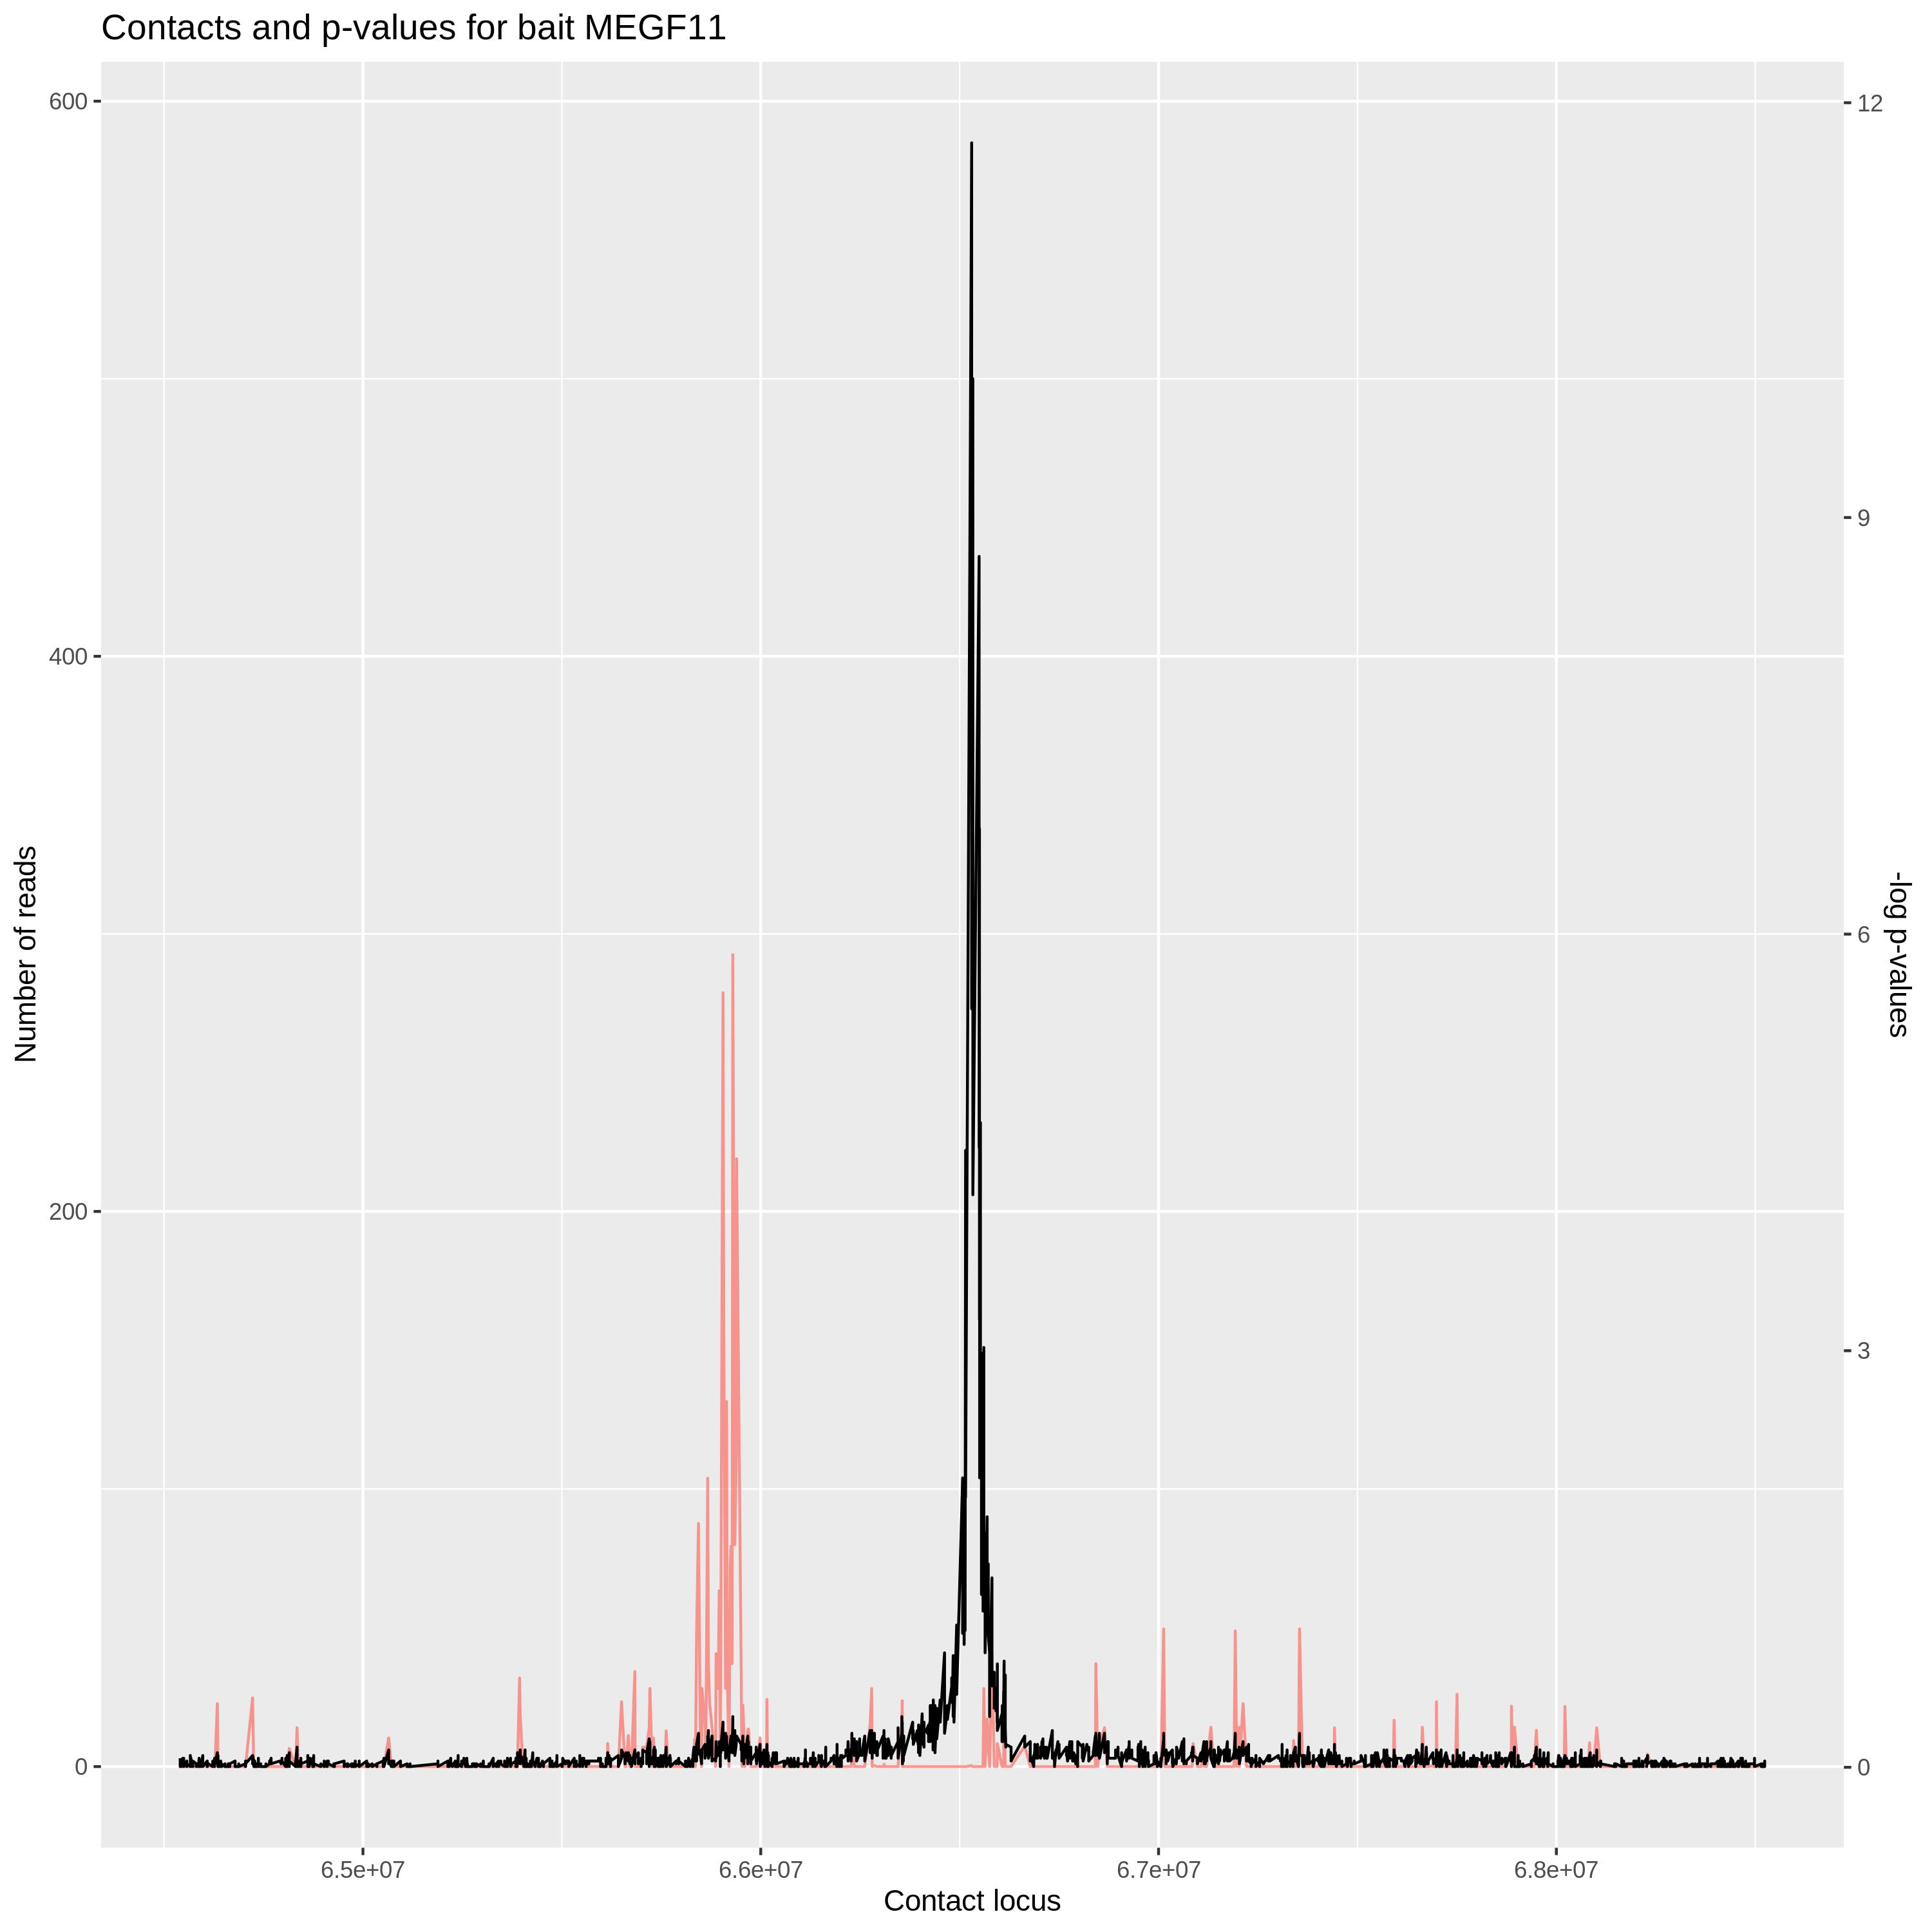 Contacts and p-values for bait MEGF11
600
400
200
0
Number of reads
12
9
6
3
0
-log p-values
6.5e+07 6.6e+07 6.7e+07 6.8e+07
Contact locus